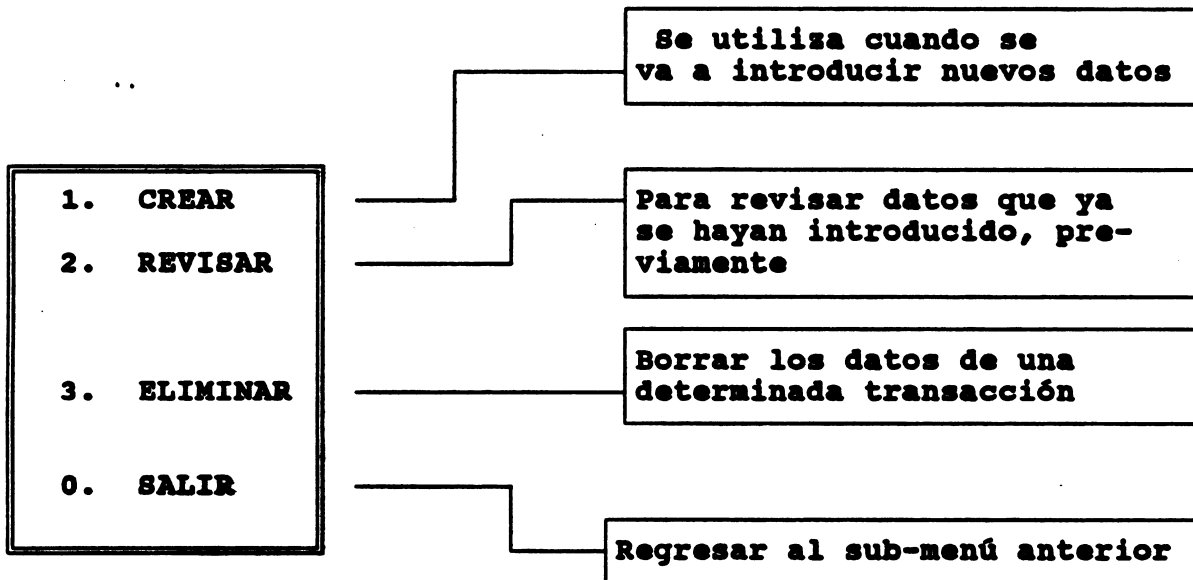 Se utiliza cuando se
va a introducir nuevos datos
1. CREAR
Para revisar datos que ya
se hayan introducido, pre-
viamente
2. REVISAR
Borrar los datos de una
determinada transacción
3. ELIMINAR
0. SALIR
Regresar al sub-menú anterior